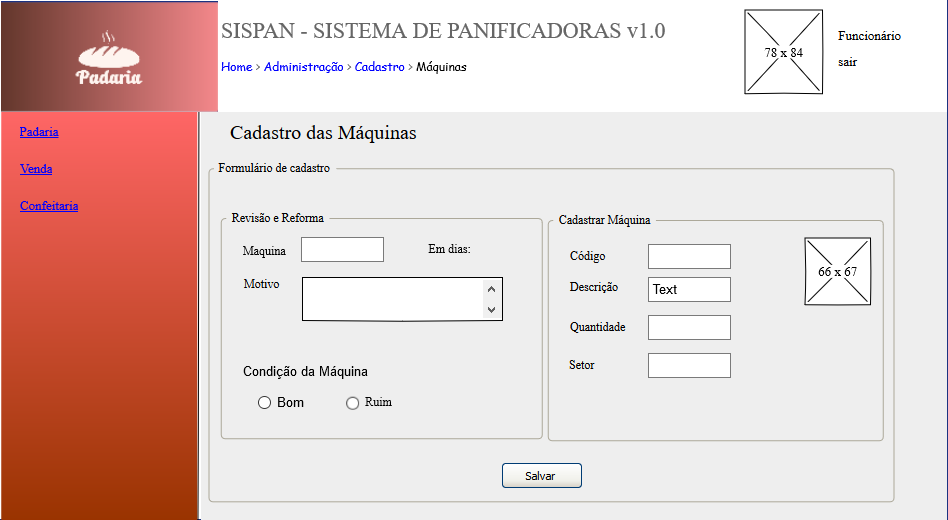 Padaria
SISPAN - SISTEMA DE PANIFICADORAS v1.0
Home > Administração > Cadastro > Máquinas
78 x 84
Funcionário
sair
Padaria
Venda
Confeitaria
Cadastro das Máquinas
Formulário de cadastro
Revisão e Reforma
Maquina
Em dias:
Motivo
Condição da Máquina
Bom
Ruim
Cadastrar Máquina
Código
Descrição
Text
Quantidade
Setor
66 x 67
Salvar